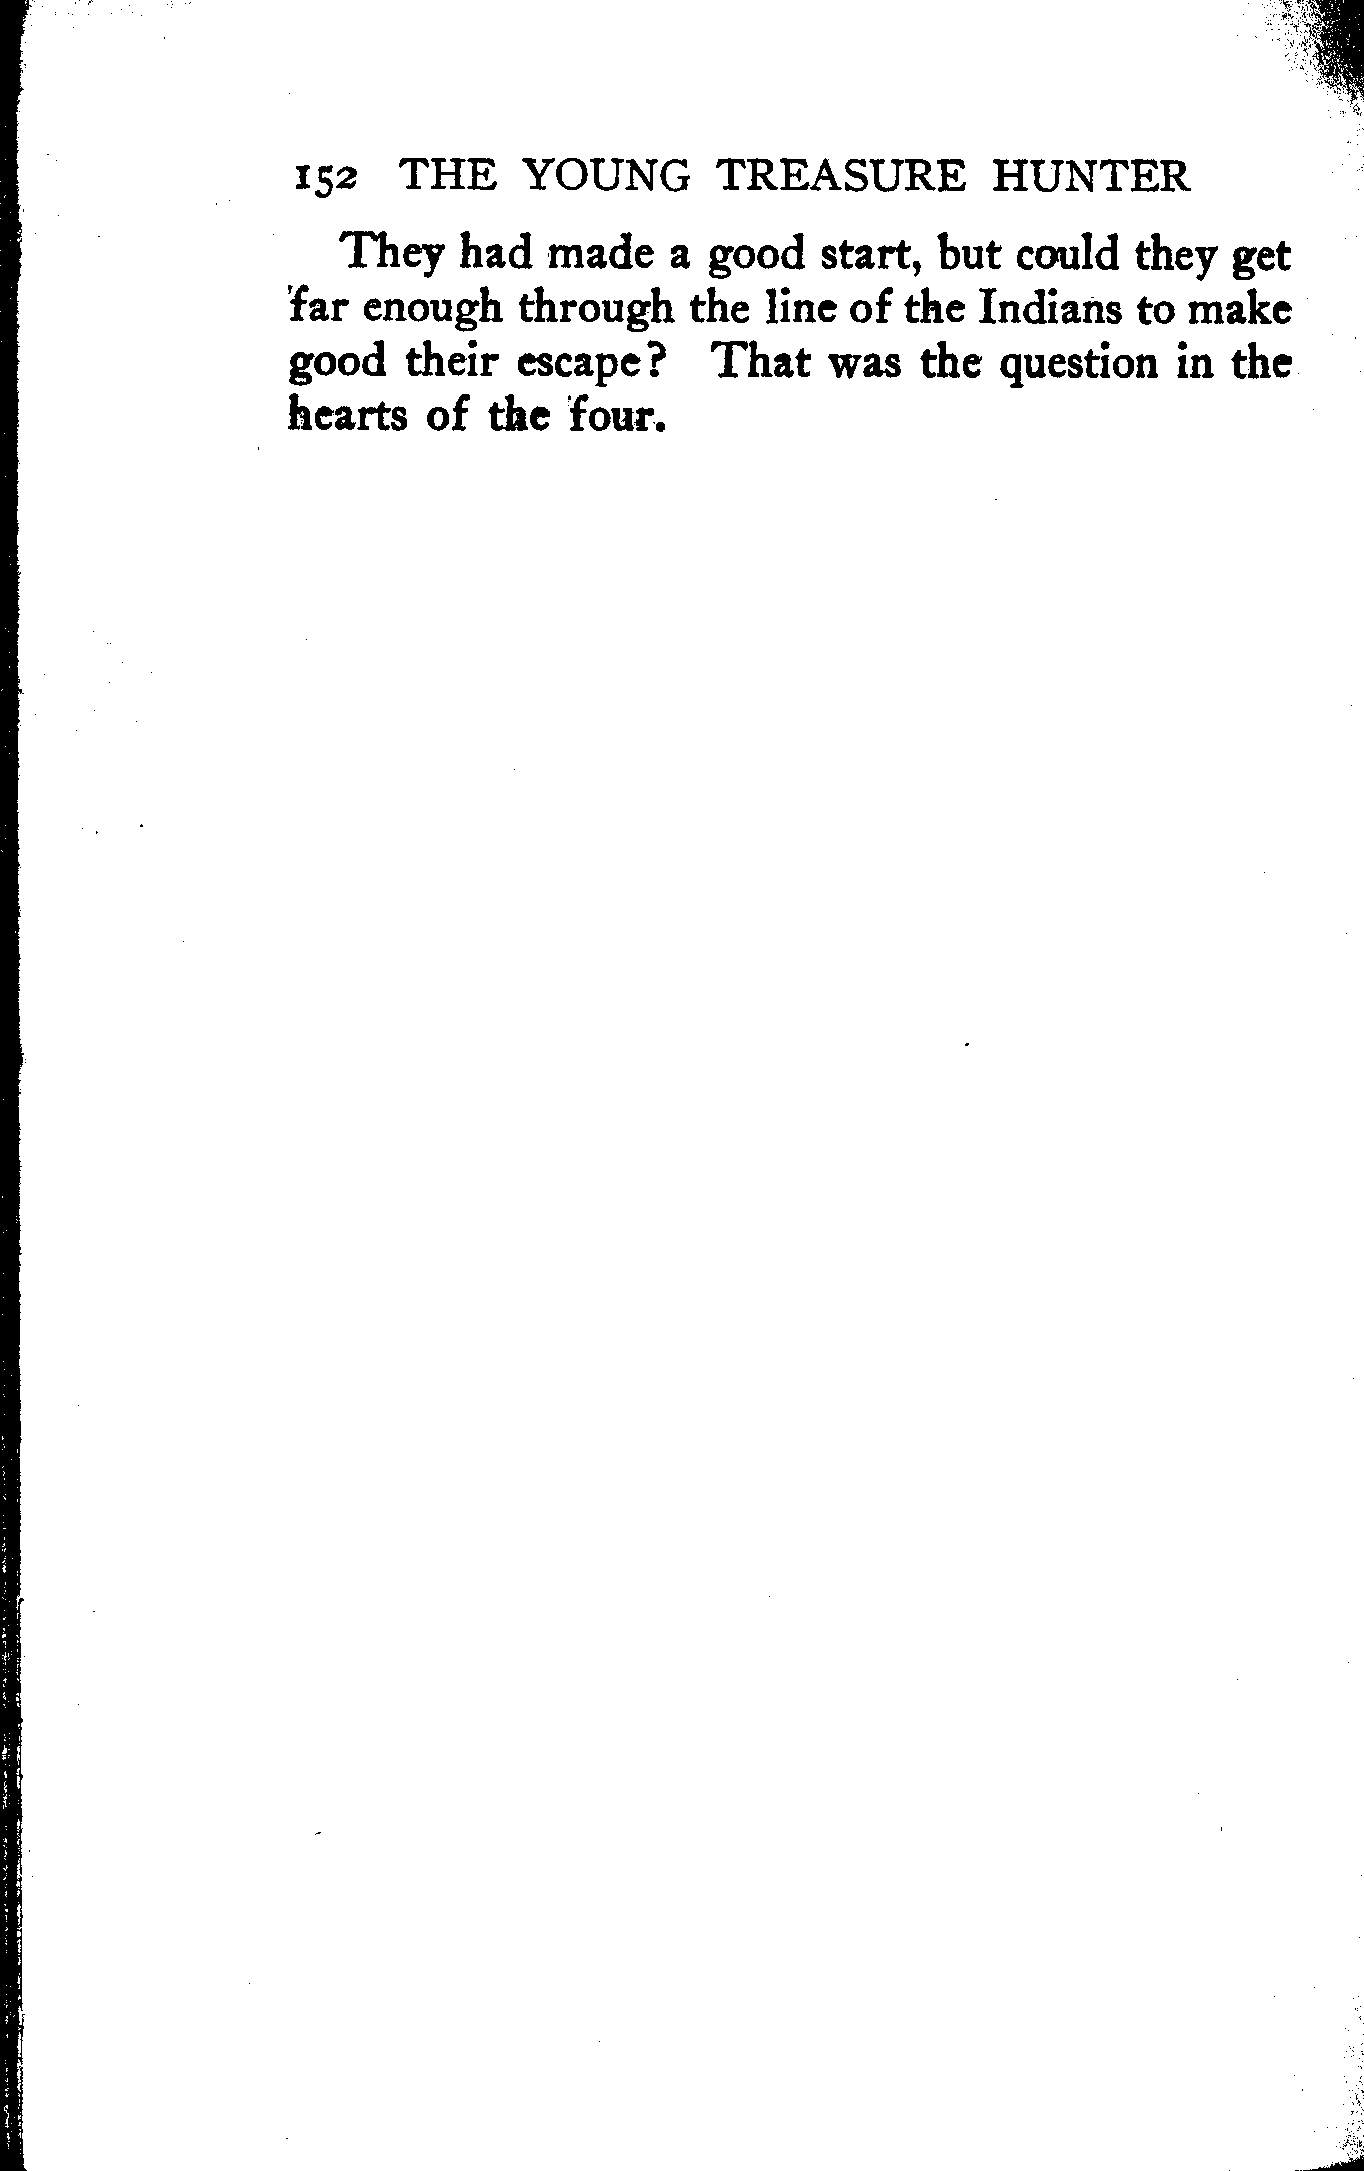 152 THE YOUNG TREASURE HUNTER
They had made a good start, but could they get
far enough through the line of the Indians to make
good their escape? That was the question in the
hearts of the four.